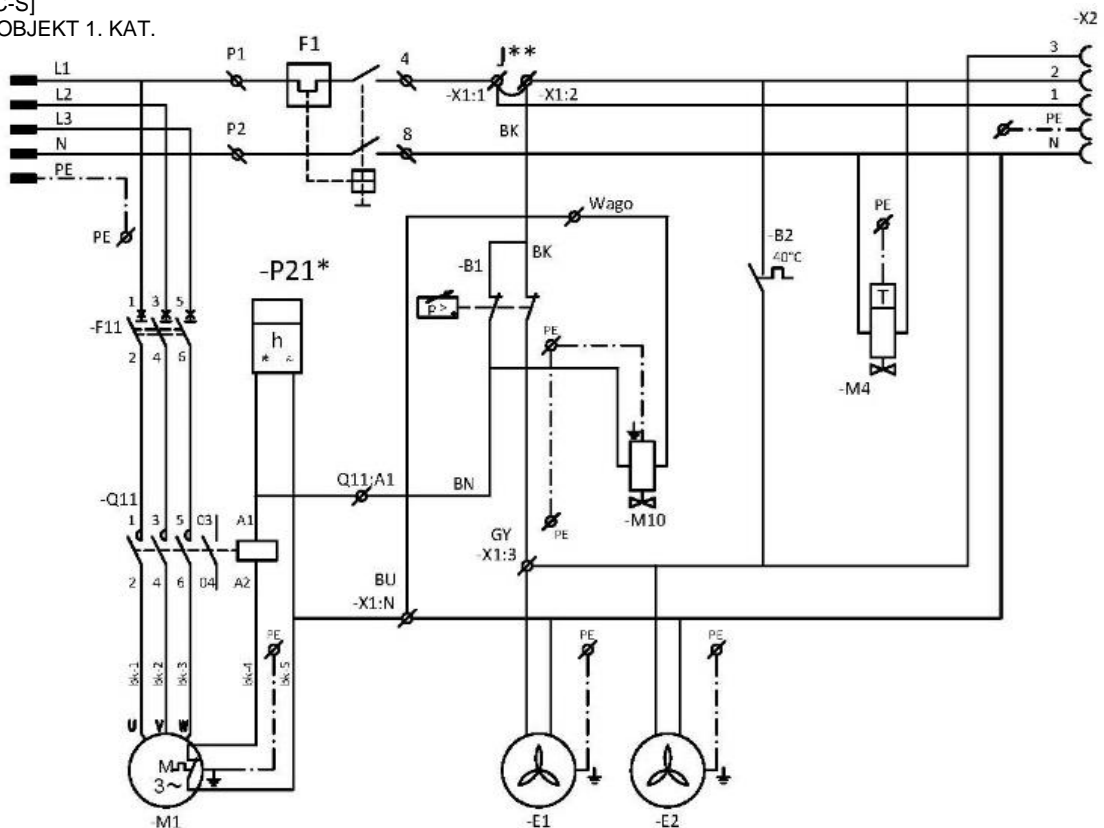 C-S]
OBJEKT 1. KAT.
-X2
F1
J**
P1
4
3
L1
2
-X1:1
-X1:2
L2
1
L3
P2
8
BK
PE
N
N
PE
Wago
PE
PE
-B2
BK
40°C
-B1
-P21*
T
1 3 5
p>
-F11
h
PE
2 4 6
-M4
Q11:A1
BN
-Q11
-M10
1 3 5 03 A1
GY
PE
-X1:3
2 4 6 04 A2
BU
-X1:N
PE
PE
PE
bk-1
bk-2
bk-3
bk-4
bk-5
U V W
M
3~
-M1
-E1
-E2